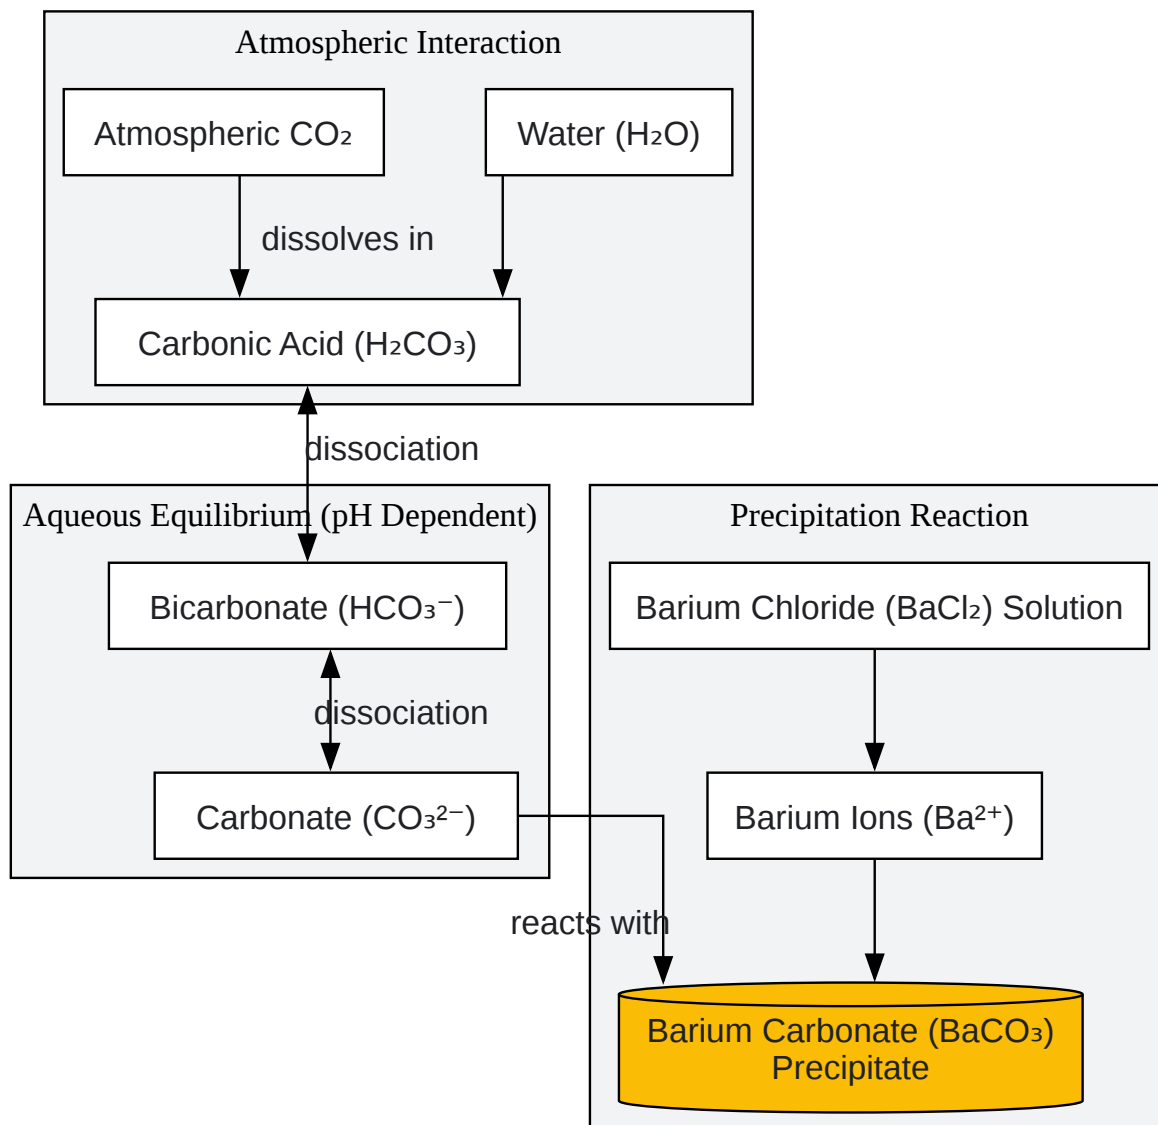 Atmospheric Interaction
Atmospheric CO₂
Water (H₂O)
dissolves in
Carbonic Acid (H₂CO₃)
dissociation
Aqueous Equilibrium (pH Dependent)
Bicarbonate (HCO₃⁻)
dissociation
Carbonate (CO₃²⁻)
Precipitation Reaction
Barium Chloride (BaCl₂) Solution
Barium Ions (Ba²⁺)
reacts with
Barium Carbonate (BaCO₃)
Precipitate